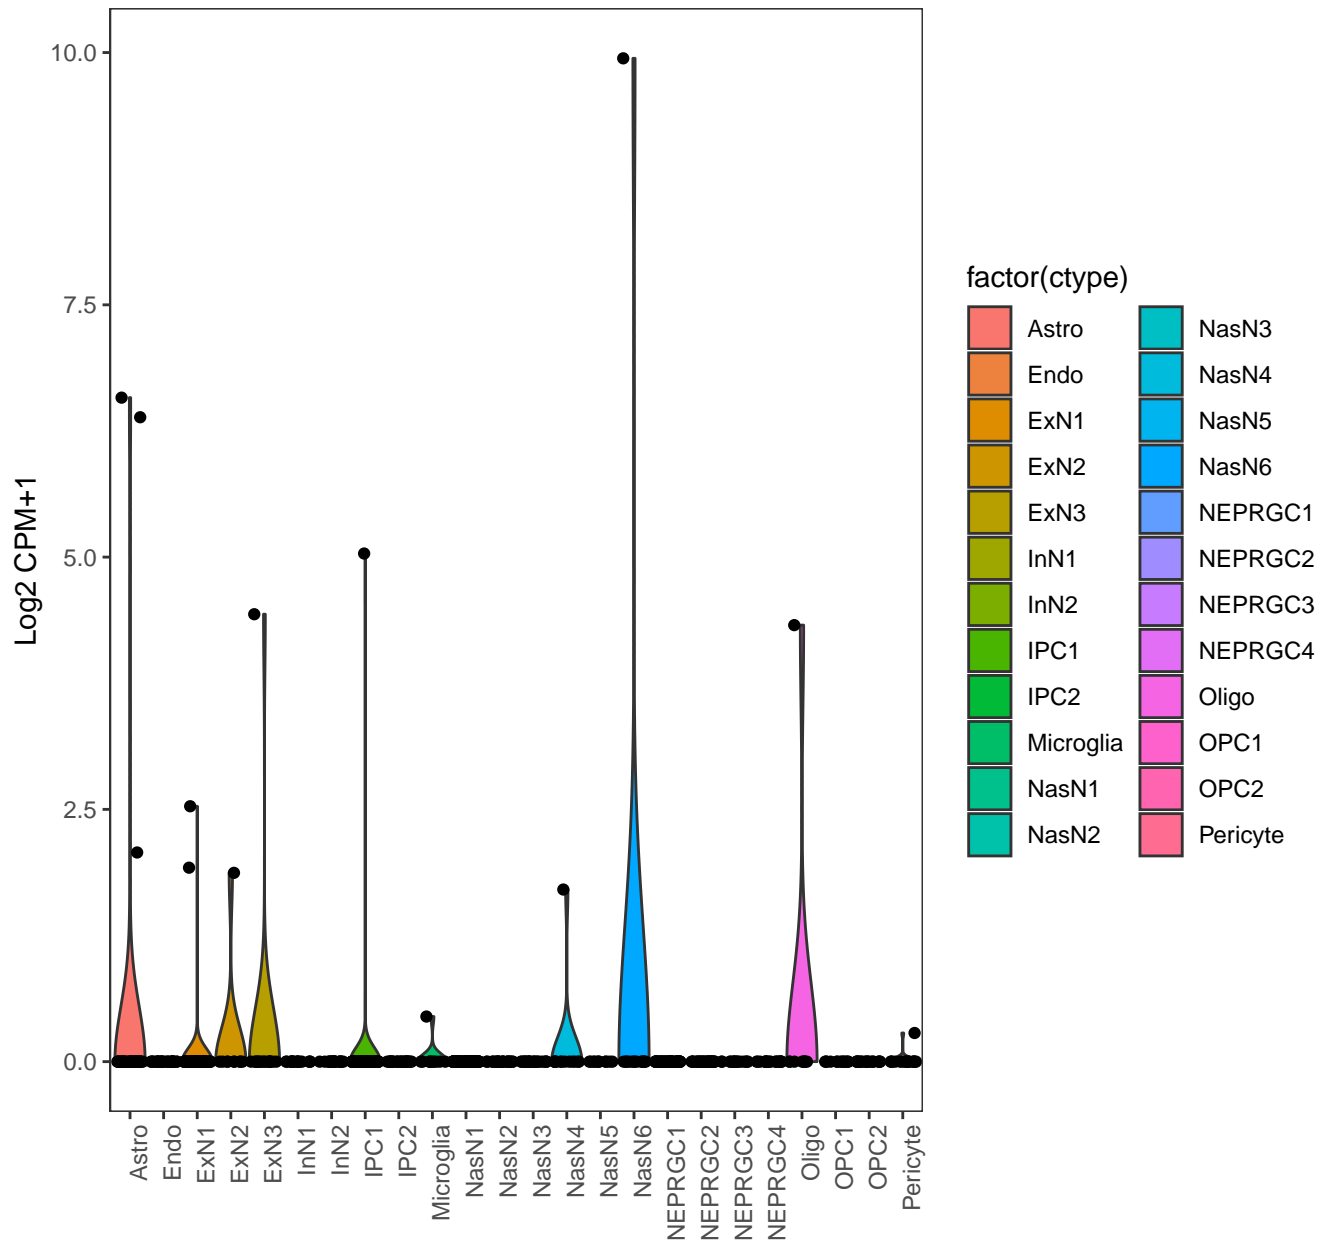 10.0
7.5
5.0
2.5
0.0
Log2 CPM+1
Astro
Endo
ExN1
ExN2
ExN3
InN1
InN2
IPC1
IPC2
Microglia
NasN1
NasN2
NasN3
NasN4
NasN5
NasN6
NEPRGC1
NEPRGC2
NEPRGC3
NEPRGC4
Oligo
OPC1
OPC2
Pericyte
factor(ctype)
Astro
Endo
ExN1
ExN2
ExN3
InN1
InN2
IPC1
IPC2
Microglia
NasN1
NasN2
NasN3
NasN4
NasN5
NasN6
NEPRGC1
NEPRGC2
NEPRGC3
NEPRGC4
Oligo
OPC1
OPC2
Pericyte